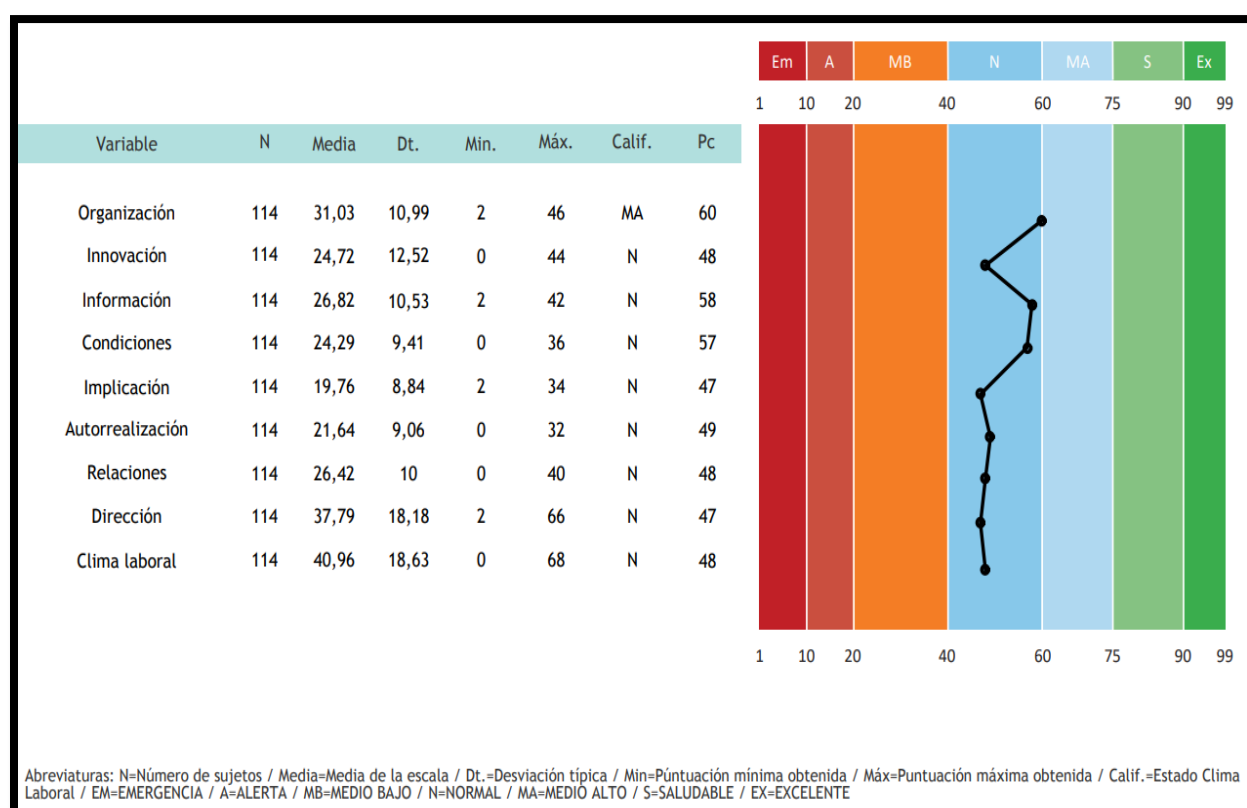 Em A MB N MA S Ex
1 10 20 40 60 75 90 99
Variable N Media Dt. Min. Máx. Calif. Pc
Organización 114 31,03 10,99 2 46 MA 60
Innovación 114 24,72 12,52 0 44 N 48
Información 114 26,82 10,53 2 42 N 58
Condiciones 114 24,29 9,41 0 36 N 57
Implicación 114 19,76 8,84 2 34 N 47
Autorrealización 114 21,64 9,06 0 32 N 49
Relaciones 114 26,42 10 0 40 N 48
Dirección 114 37,79 18,18 2 66 N 47
Clima laboral 114 40,96 18,63 0 68 N 48
1 10 20 40 60 75 90 99
Abreviaturas: N=Número de sujetos / Media=Media de la escala / Dt.=Desviación típica / Min=Púntuación mínima obtenida / Máx=Puntuación máxima obtenida / Calif.=Estado Clima
Laboral / EM=EMERGENCIA / A=ALERTA / MB=MEDIO BAJO / N=NORMAL / MA=MEDIO ALTO / S=SALUDABLE / EX=EXCELENTE